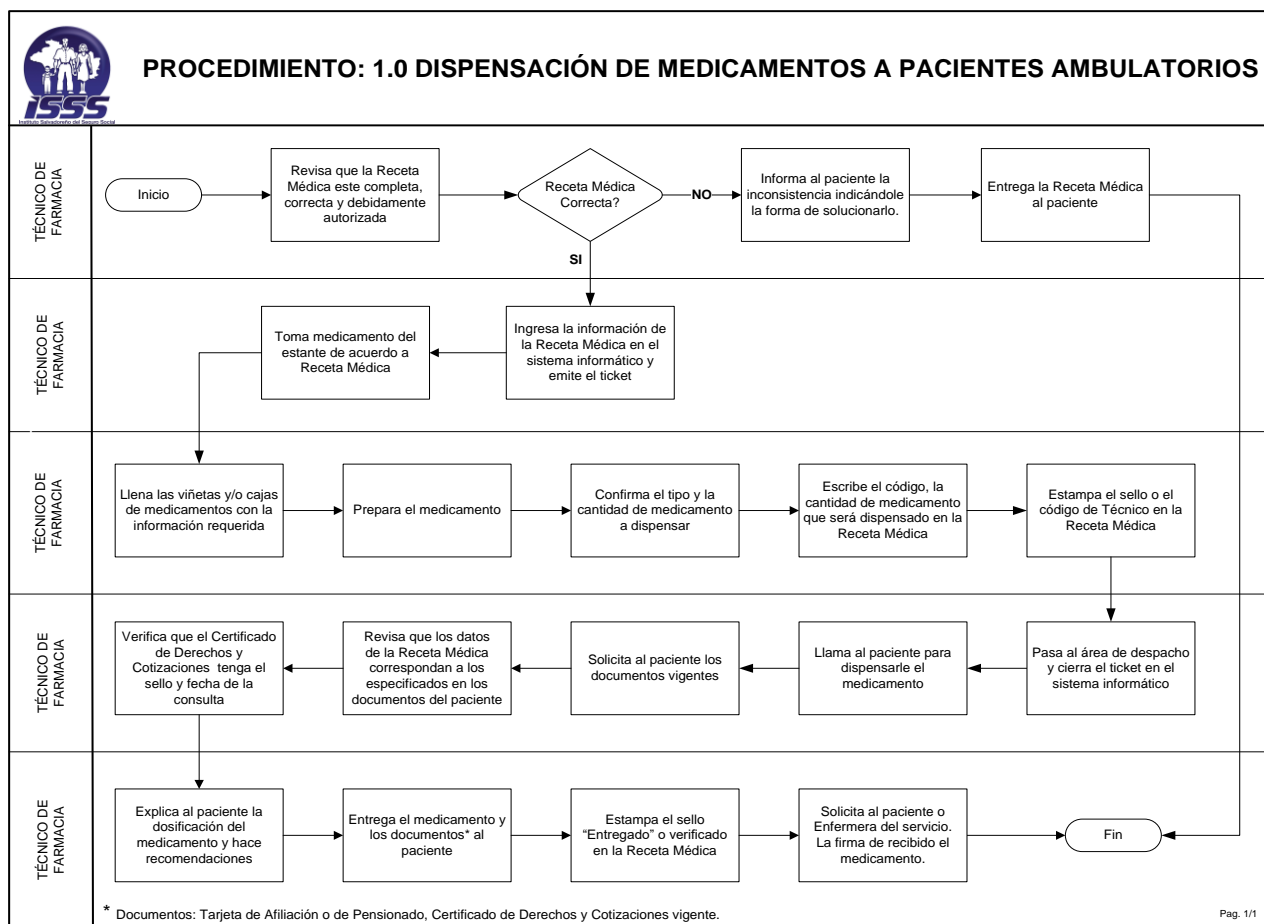 ISSS
Instituto Salvadoreño del Seguro Social
PROCEDIMIENTO: 1.0 DISPENSACIÓN DE MEDICAMENTOS A PACIENTES AMBULATORIOS
TÉCNICO DE
FARMACIA
Inicio
Revisa que la Receta
Médica este completa,
correcta y debidamente
autorizada
Receta Médica
Correcta?
NO
Informa al paciente la
inconsistencia indicándole
la forma de solucionarlo.
Entrega la Receta Médica
al paciente
SI
TÉCNICO DE
FARMACIA
Ingresa la información de
la Receta Médica en el
sistema informático y
emite el ticket
Toma medicamento del
estante de acuerdo a
Receta Médica
TÉCNICO DE
FARMACIA
Llena las viñetas y/o cajas
de medicamentos con la
información requerida
Prepara el medicamento
Confirma el tipo y la
cantidad de medicamento
a dispensar
Escribe el código, la
cantidad de medicamento
que será dispensado en la
Receta Médica
Estampa el sello o el
código de Técnico en la
Receta Médica
TÉCNICO DE
FARMACIA
Pasa al área de despacho
y cierra el ticket en el
sistema informático
Llama al paciente para
dispensarle el
medicamento
Solicita al paciente los
documentos vigentes
Revisa que los datos
de la Receta Médica
correspondan a los
especificados en los
documentos del paciente
Verifica que el Certificado
de Derechos y
Cotizaciones tenga el
sello y fecha de la
consulta
TÉCNICO DE
FARMACIA
Explica al paciente la
dosificación del
medicamento y hace
recomendaciones
Entrega el medicamento y
los documentos* al
paciente
Estampa el sello
“Entregado” o verificado
en la Receta Médica
Solicita al paciente o
Enfermera del servicio.
La firma de recibido el
medicamento.
Fin
* Documentos: Tarjeta de Afiliación o de Pensionado, Certificado de Derechos y Cotizaciones vigente.
Pag. 1/1